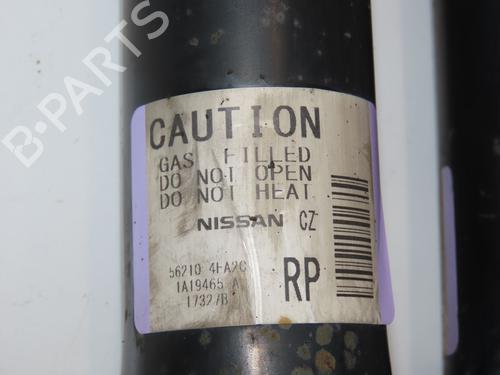 B-PARTS
CAUTION
GAS FILLED
DO NOT OPEN
DO NOT HEAT
NISSAN CZ
56210 4EA2C
1A19465 A
17327B
RP